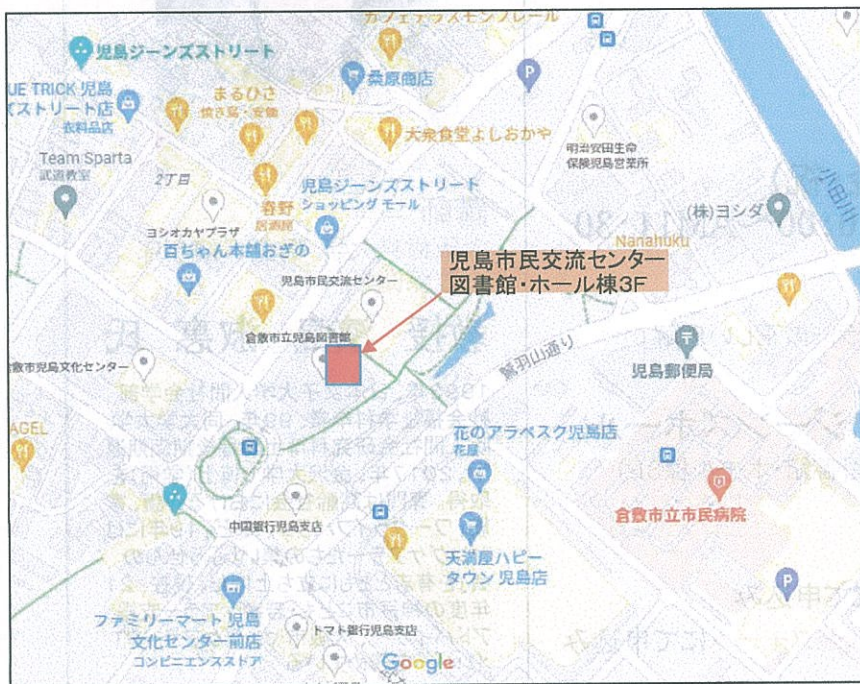 カフェテラスモンフレール
児島ジーンズストリート
桑原商店
UE TRICK 児島
ズストリート店
衣料品店
まるひさ
焼き鳥・安価
大衆食堂よしおかや
明治安田生命
保険児島営業所
Team Sparta
武道教室
2丁目
児島ジーンズストリート
ショッピング モール
小田川
春野
居酒屋
ヨシオカヤプラザ
(株)ヨシダ
百ちゃん本舗おぎの
Nanahuku
児島市民交流センター
図書館・ホール棟3F
児島市民交流センター
倉敷市立児島図書館
鷲羽山通り
児島郵便局
倉敷市児島文化センター
AGEL
花のアラベスク児島店
花屋
倉敷市立市民病院
中国銀行児島支店
天満屋ハピー
タウン 児島店
ファミリーマート 児島
文化センター前店
コンビニエンスストア
トマト銀行児島支店
Google